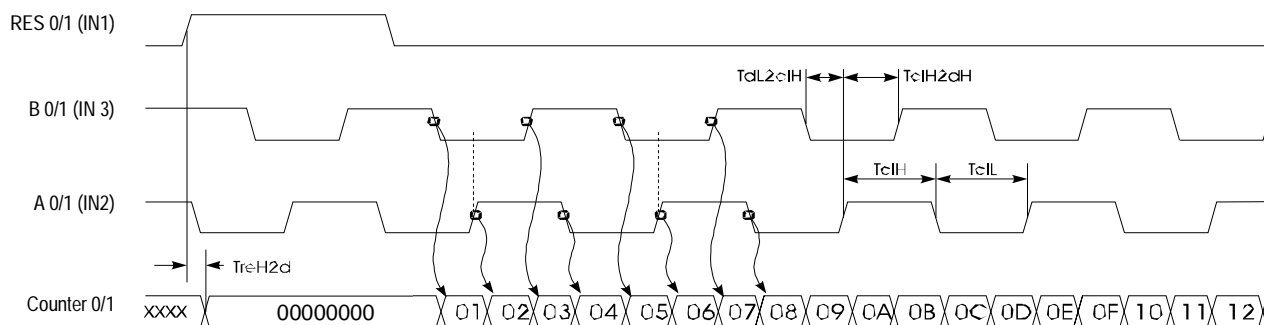 RES 0/1 (IN1)
TdL2clH
TclH2dH
B 0/1 (IN 3)
TclH
TclL
A 0/1 (IN2)
TreH2d
Counter 0/1
XXXX 00000000 01 02 03 04 05 06 07 08 09 0A 0B 0C 0D 0E 0F 10 11 12